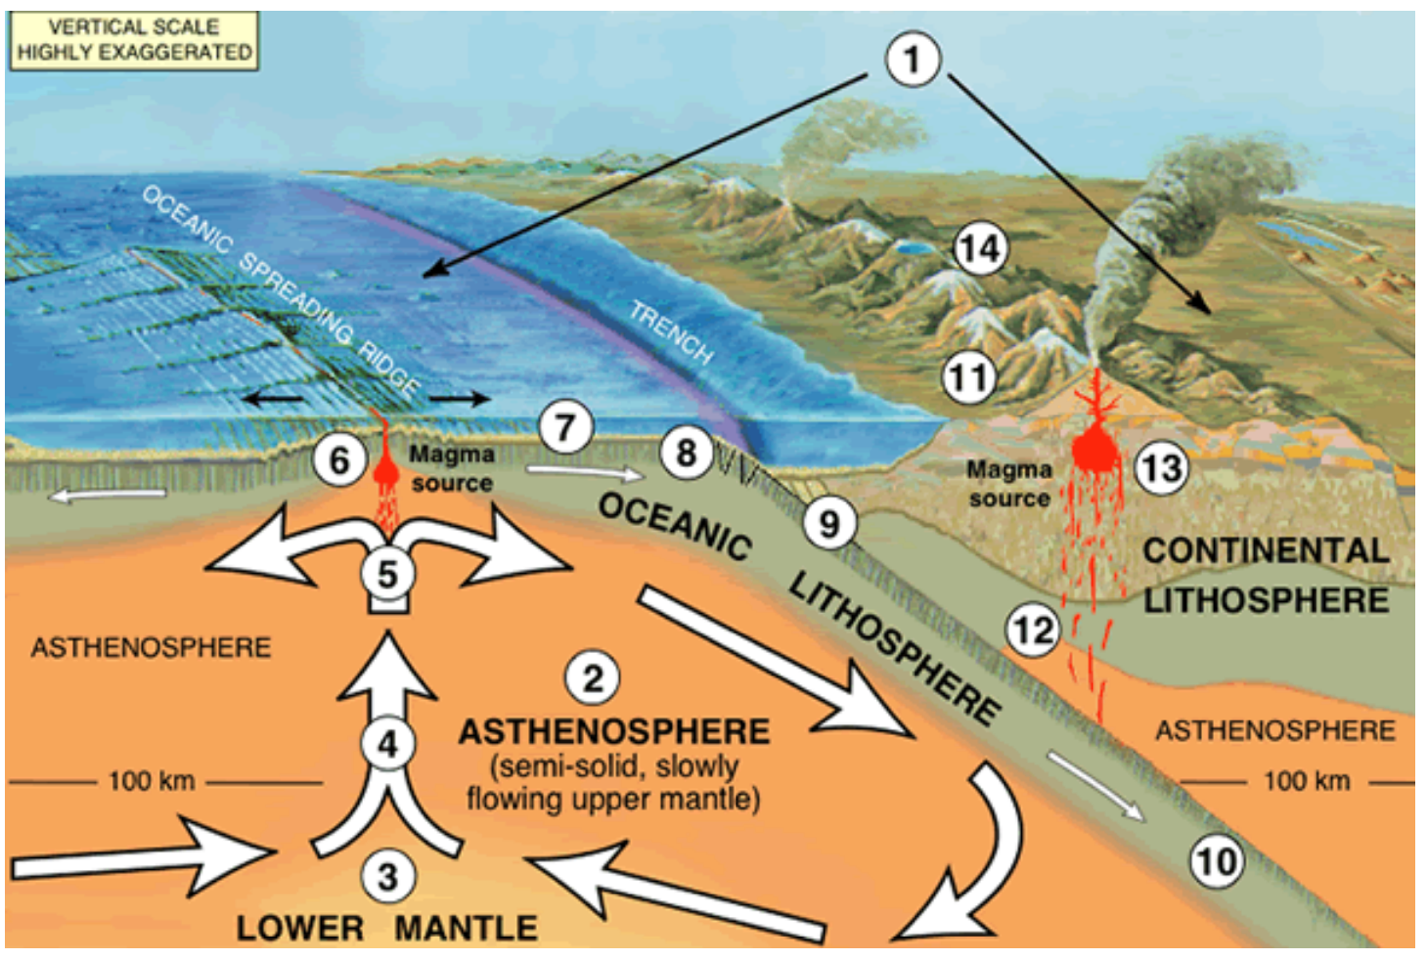 VERTICAL SCALE
HIGHLY EXAGGERATED
1
OCEANIC SPREADING RIDGE
TRENCH
14
11
7
6
Magma
source
8
Magma
source
13
9
OCEANIC LITHOSPHERE
CONTINENTAL
LITHOSPHERE
5
12
ASTHENOSPHERE
2
ASTHENOSPHERE
(semi-solid, slowly
flowing upper mantle)
4
ASTHENOSPHERE
100 km
100 km
10
3
LOWER MANTLE